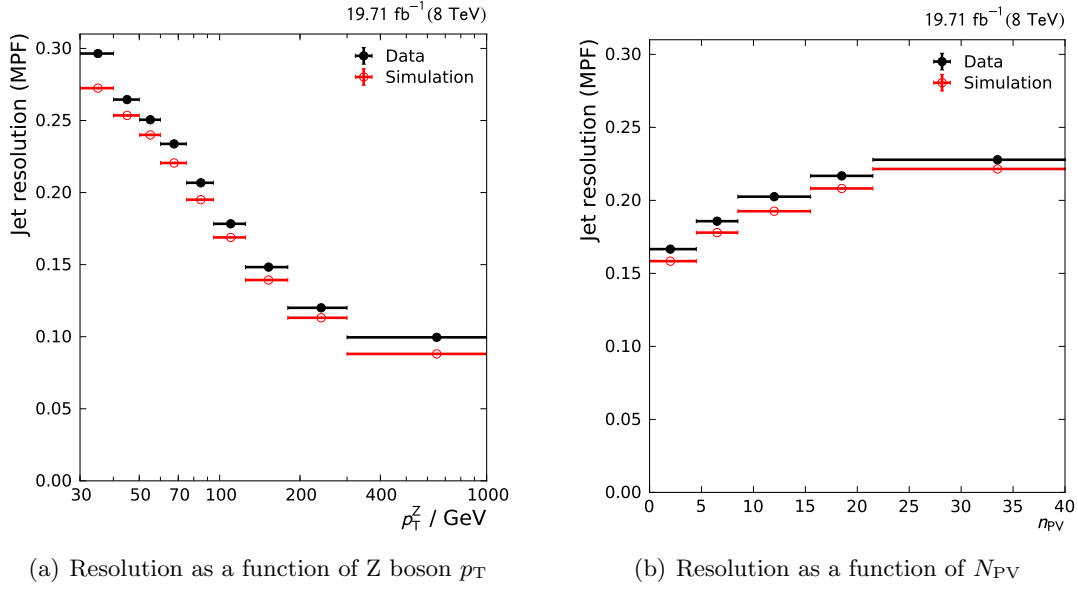 19.71 fb⁻¹ (8 TeV)
Jet resolution (MPF)
Data
Simulation
0.30
0.25
0.20
0.15
0.10
0.05
0.00
30 50 70 100 200 400 1000
p_T^Z / GeV
(a) Resolution as a function of Z boson p_T
19.71 fb⁻¹ (8 TeV)
Jet resolution (MPF)
Data
Simulation
0.30
0.25
0.20
0.15
0.10
0.05
0.00
0 5 10 15 20 25 30 35 40
n_PV
(b) Resolution as a function of N_PV